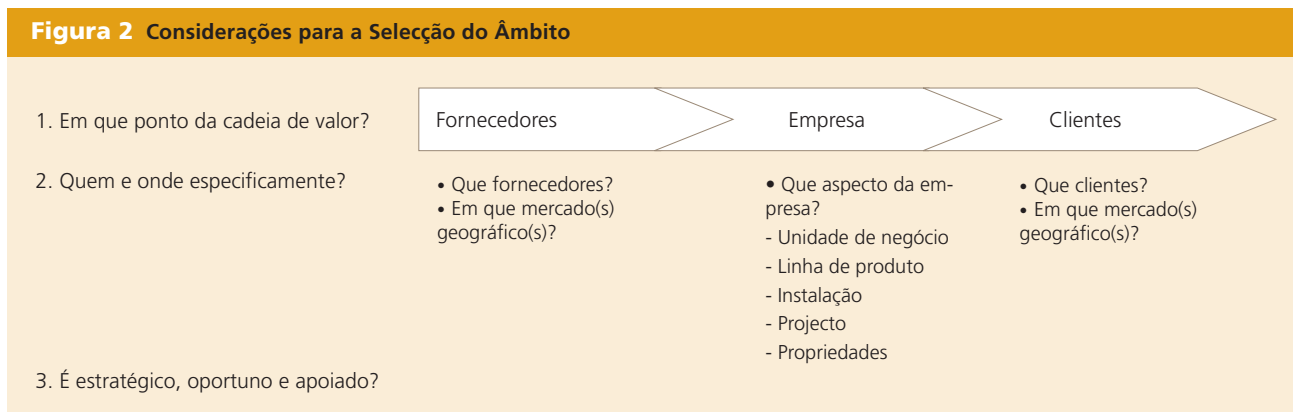 Figura 2 Considerações para a Selecção do Âmbito
1. Em que ponto da cadeia de valor?
Fornecedores
Empresa
Clientes
2. Quem e onde especificamente?
• Que fornecedores?
• Em que mercado(s)
geográfico(s)?
• Que aspecto da em-
presa?
- Unidade de negócio
- Linha de produto
- Instalação
- Projecto
- Propriedades
• Que clientes?
• Em que mercado(s)
geográfico(s)?
3. É estratégico, oportuno e apoiado?